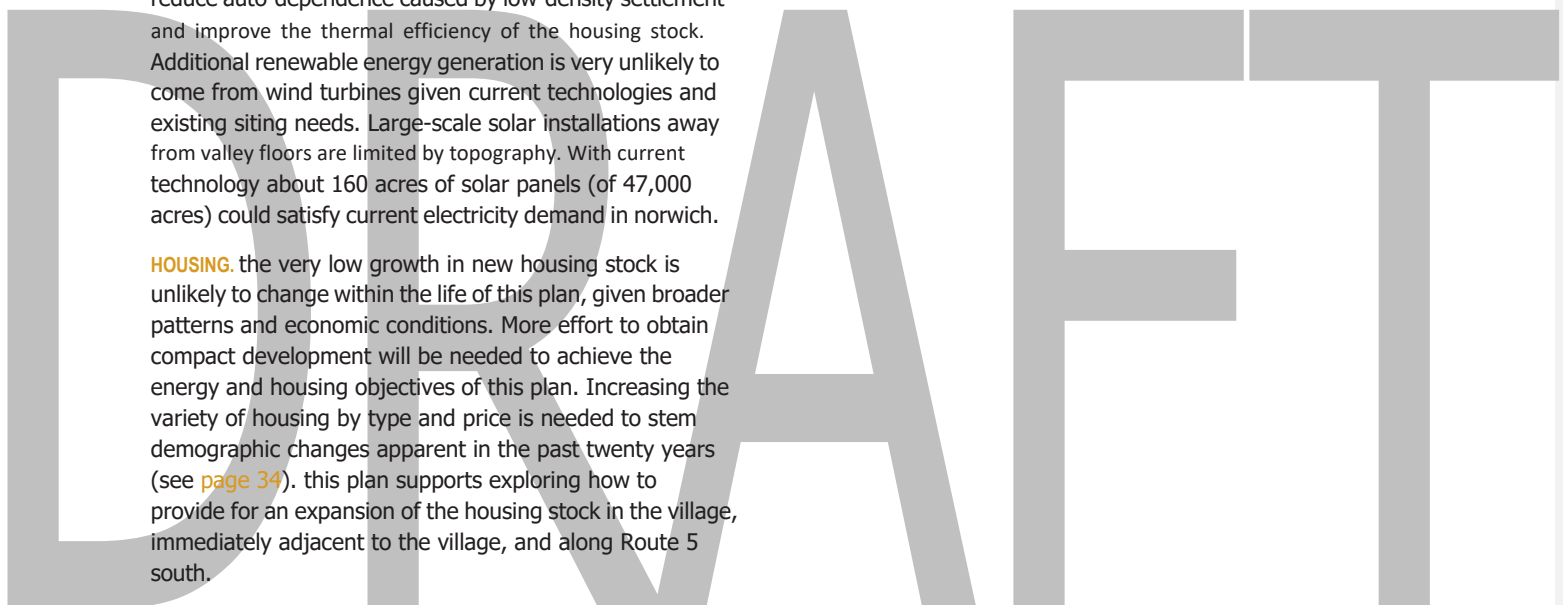 reduce auto-dependence caused by low-density settlement
and improve the thermal efficiency of the housing stock.
Additional renewable energy generation is very unlikely to
come from wind turbines given current technologies and
existing siting needs. Large-scale solar installations away
from valley floors are limited by topography. With current
technology about 160 acres of solar panels (of 47,000
acres) could satisfy current electricity demand in norwich.
HOUSING. the very low growth in new housing stock is
unlikely to change within the life of this plan, given broader
patterns and economic conditions. More effort to obtain
compact development will be needed to achieve the
energy and housing objectives of this plan. Increasing the
variety of housing by type and price is needed to stem
demographic changes apparent in the past twenty years
(see page 34). this plan supports exploring how to
provide for an expansion of the housing stock in the village,
immediately adjacent to the village, and along Route 5
south.
DRAFT